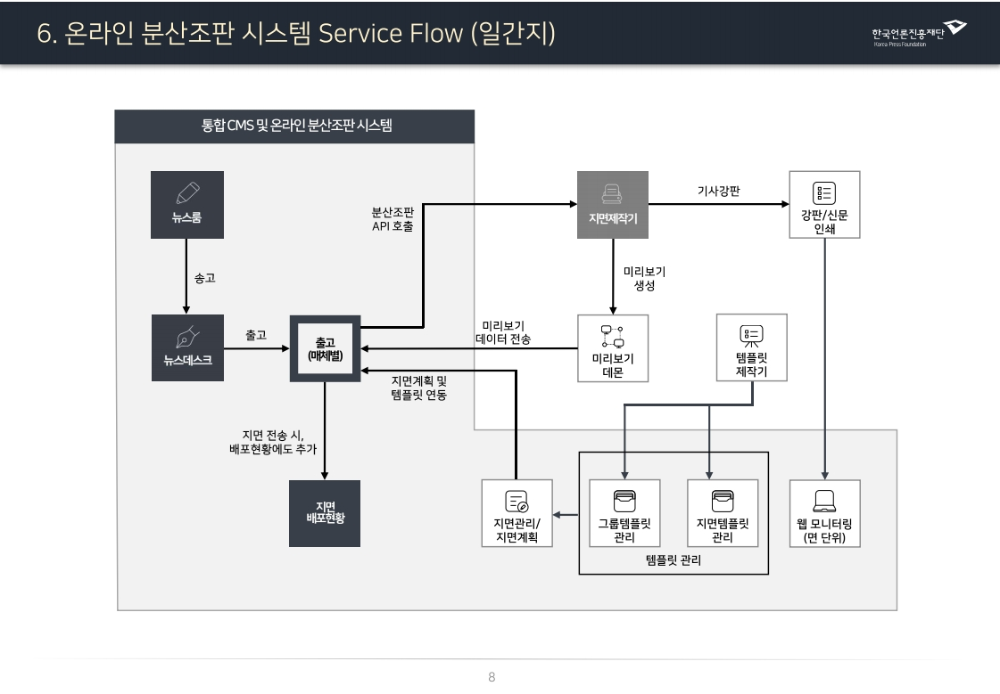 6. 온라인 분산조판 시스템 Service Flow (일간지)
한국언론진흥재단
Korea Press Foundation
통합 CMS 및 온라인 분산조판 시스템
뉴스룸
분산조판
API 호출
지면제작기
기사강판
강판/신문
인쇄
송고
미리보기
생성
뉴스데스크
출고
출고
(매체별)
미리보기
데이터 전송
미리보기
데몬
템플릿
제작기
지면계획 및
템플릿 연동
지면 전송 시,
배포현황에도 추가
지면
배포현황
지면관리/
지면계획
그룹템플릿
관리
지면템플릿
관리
웹 모니터링
(면 단위)
템플릿 관리
8